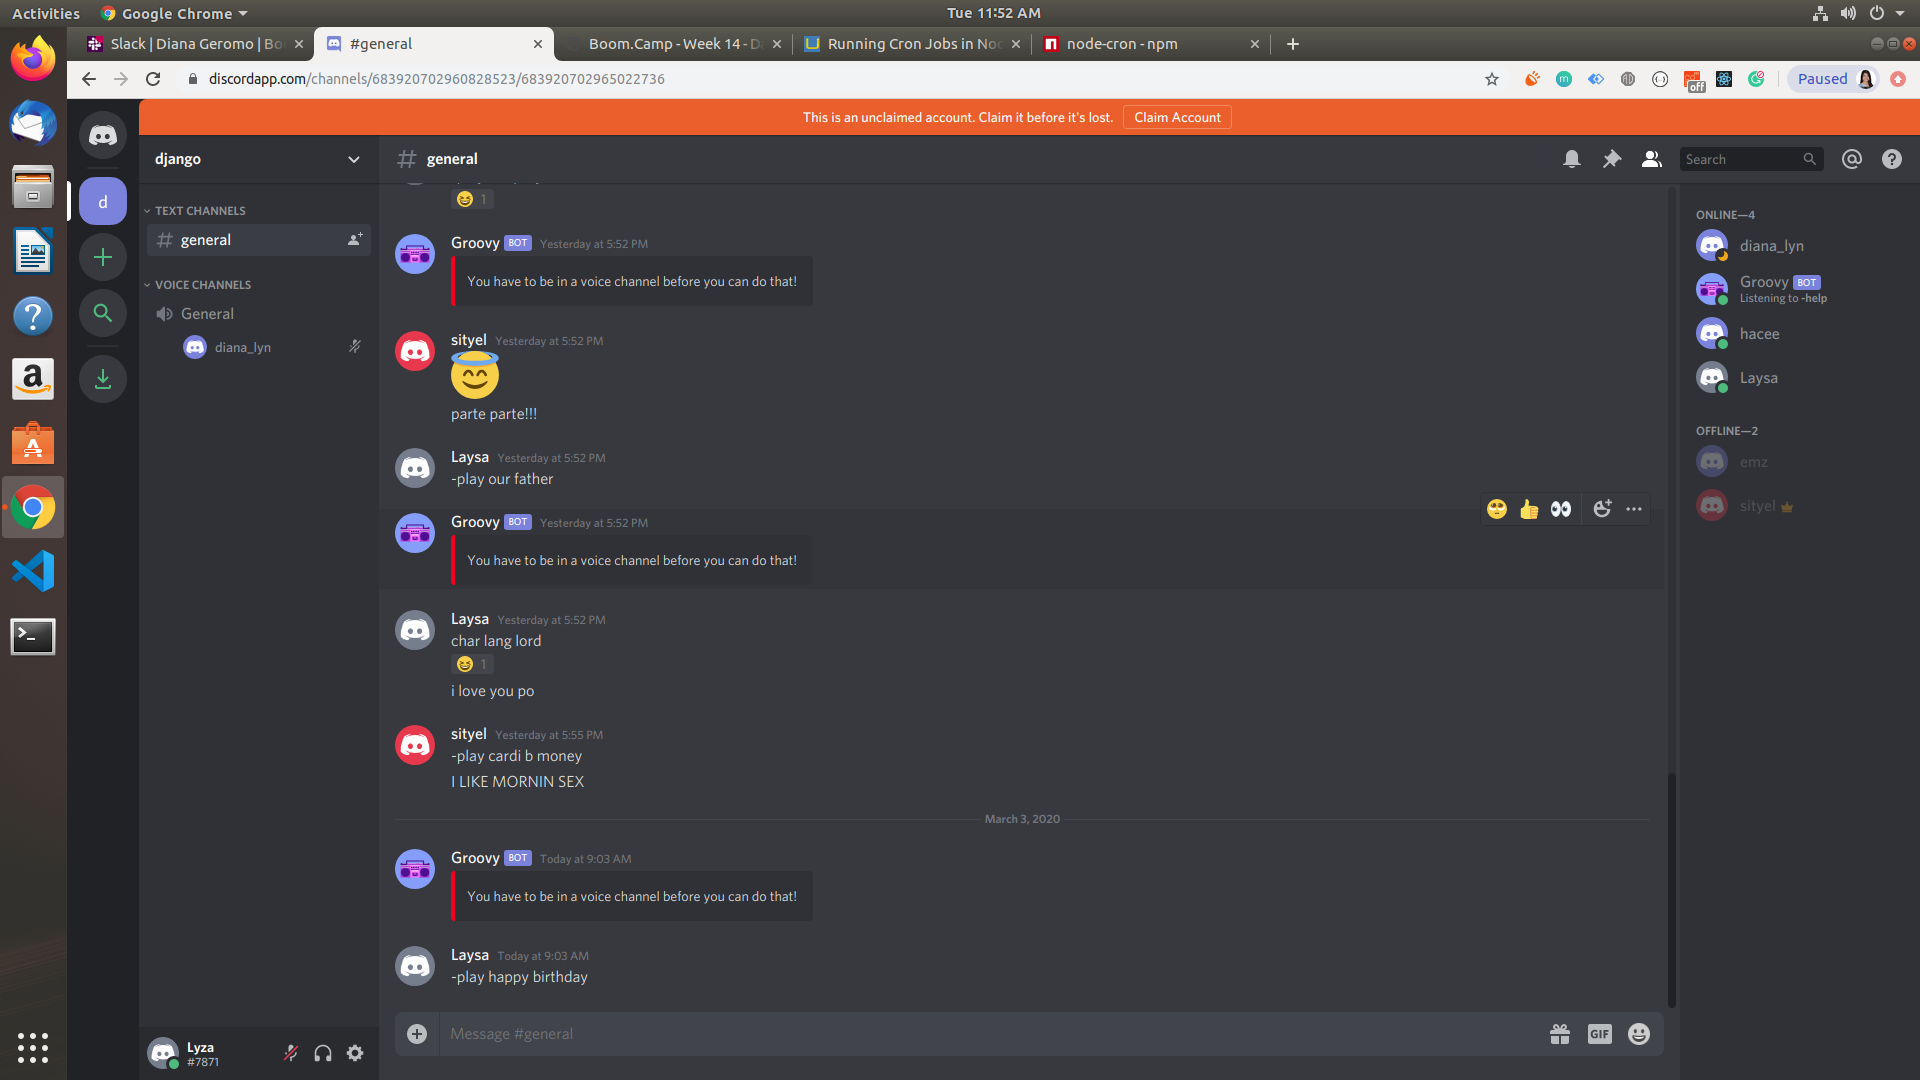 Activities
Google Chrome
Tue 11:52 AM
Slack | Diana Geromo | Bo
#general
Boom.Camp - Week 14 - D
Running Cron Jobs in No
node-cron - npm
discordapp.com/channels/683920702960828523/683920702965022736
off
Paused
This is an unclaimed account. Claim it before it's lost.
Claim Account
django
general
Search
d
TEXT CHANNELS
general
VOICE CHANNELS
General
diana_lyn
1
Groovy BOT Yesterday at 5:52 PM
You have to be in a voice channel before you can do that!
sityel Yesterday at 5:52 PM
parte parte!!!
Laysa Yesterday at 5:52 PM
-play our father
Groovy BOT Yesterday at 5:52 PM
You have to be in a voice channel before you can do that!
Laysa Yesterday at 5:52 PM
char lang lord
1
i love you po
sityel Yesterday at 5:55 PM
-play cardi b money
I LIKE MORNIN SEX
March 3, 2020
Groovy BOT Today at 9:03 AM
You have to be in a voice channel before you can do that!
Laysa Today at 9:03 AM
-play happy birthday
Message #general
GIF
ONLINE—4
diana_lyn
Groovy BOT
Listening to -help
hacee
Laysa
OFFLINE—2
emz
sityel
Lyza
#7871